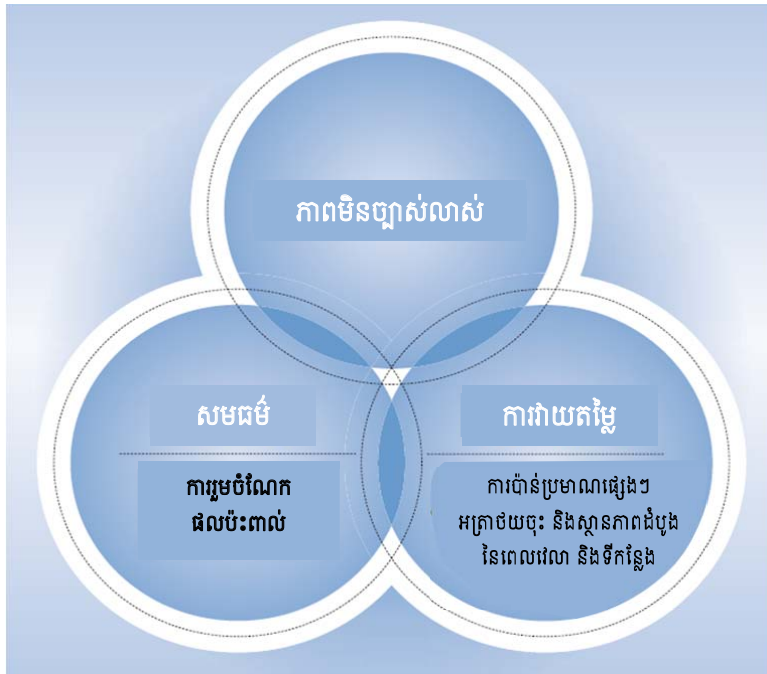 ភាពមិនច្បាស់លាស់
សមធម៌
ការរួមចំណែក
ផលប៉ះពាល់
ការវាយតម្លៃ
ការប៉ាន់ប្រមាណផ្សេងៗ
អត្រាថយចុះ និងស្ថានភាពដំបូង
នៃពេលវេលា និងទីកន្លែង